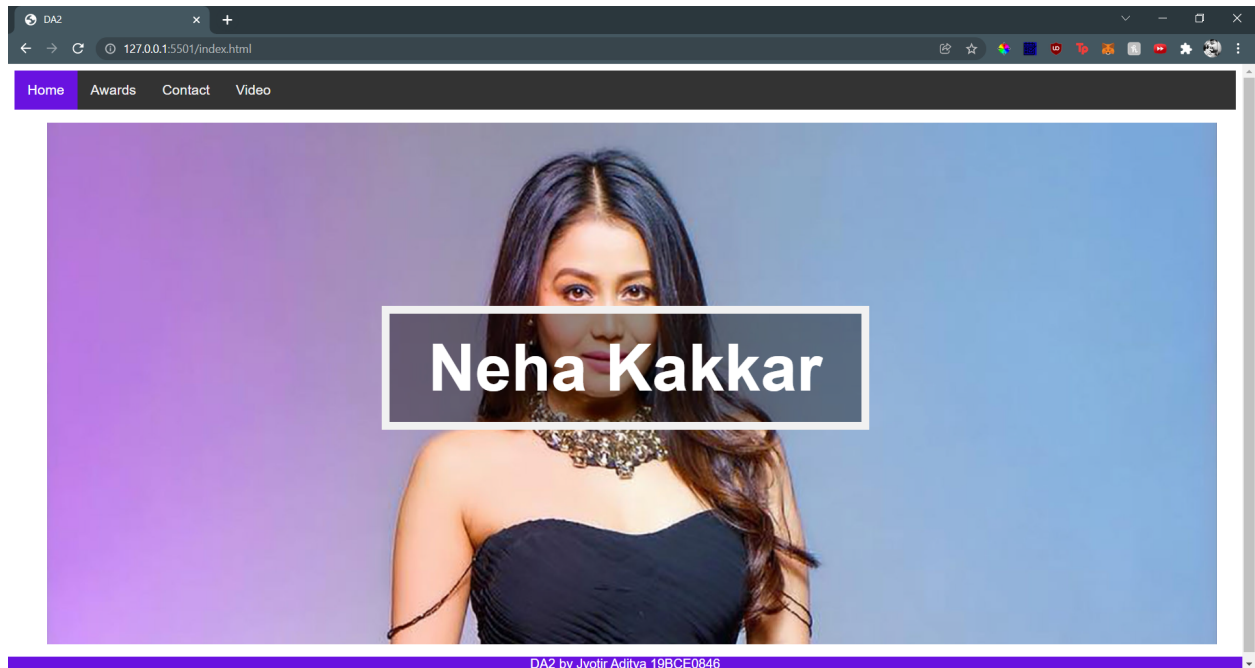 DA2
127.0.0.1:5501/index.html
Home Awards Contact Video
Neha Kakkar
DA2 by Jyotir Aditya 19BCE0846